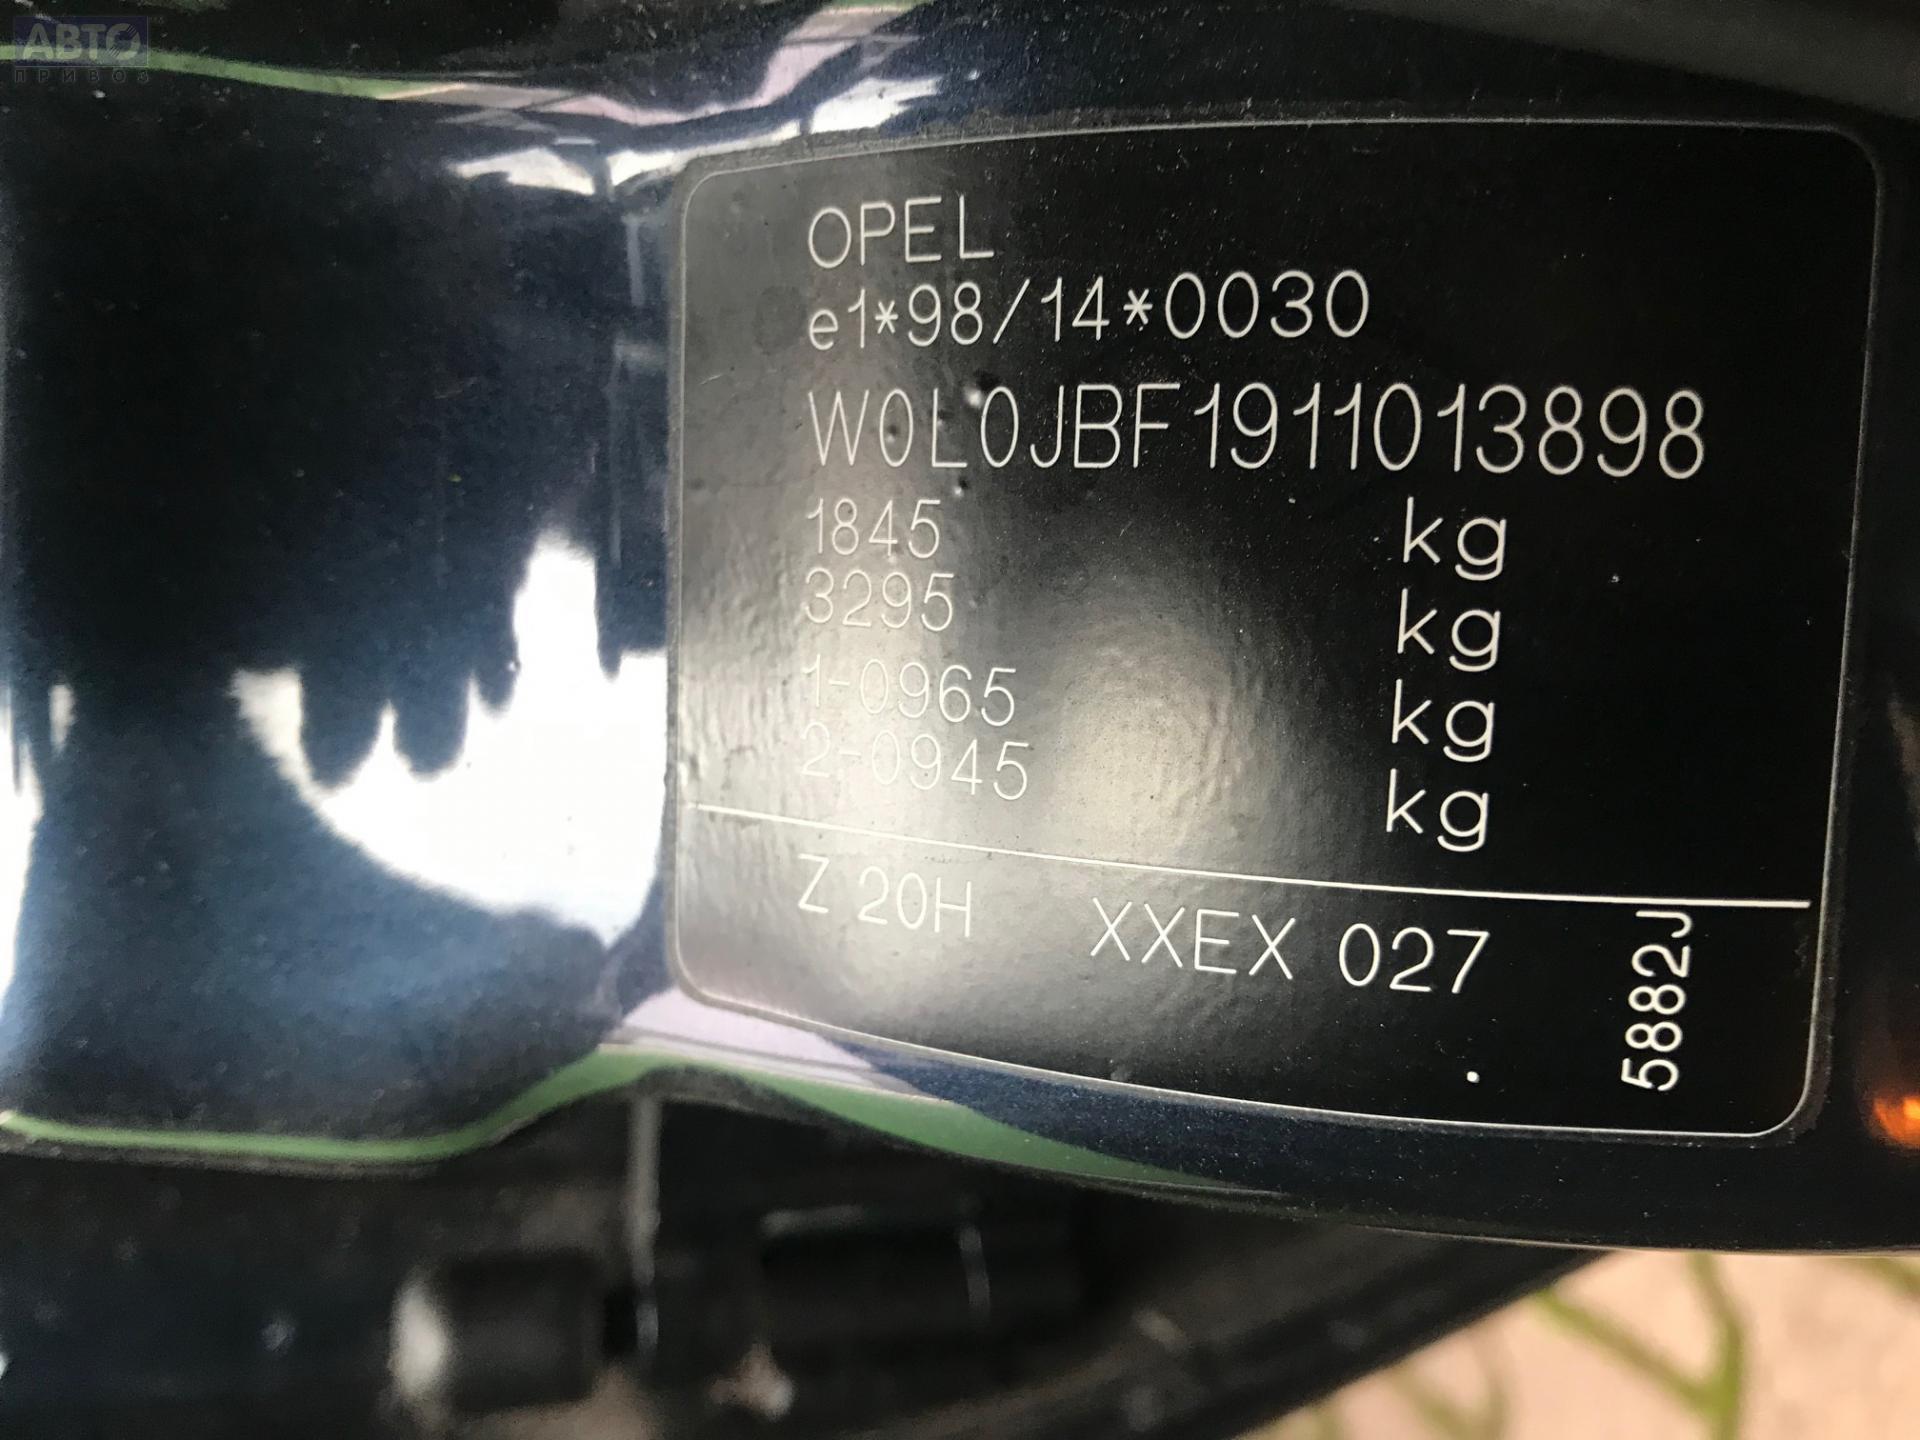 АВТО
ПРИВОЗ
OPEL
e1*98/14*0030
W0L0JBF1911013898
1845 kg
3295 kg
1-0965 kg
2-0945 kg
Z 20H XXEX 027
.
5882J